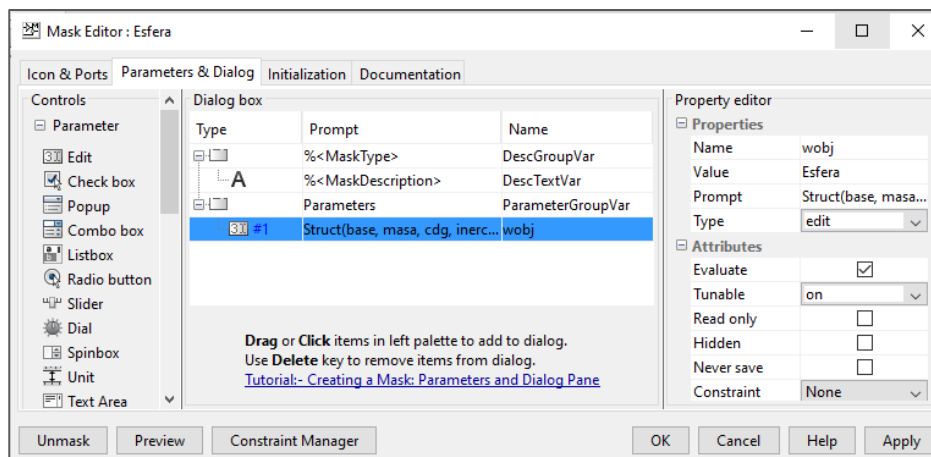 Mask Editor : Esfera
Icon & Ports Parameters & Dialog Initialization Documentation
Controls
Parameter
Edit
Check box
Popup
Combo box
Listbox
Radio button
Slider
Dial
Spinbox
Unit
Text Area
Dialog box
Type Prompt Name
%<MaskType> DescGroupVar
A %<MaskDescription> DescTextVar
Parameters ParameterGroupVar
#1 Struct(base, masa, cdg, inerc... wobj
Drag or Click items in left palette to add to dialog.
Use Delete key to remove items from dialog.
Tutorial:- Creating a Mask: Parameters and Dialog Pane
Property editor
Properties
Name wobj
Value Esfera
Prompt Struct(base, masa...
Type edit
Attributes
Evaluate
Tunable on
Read only
Hidden
Never save
Constraint None
Unmask Preview Constraint Manager OK Cancel Help Apply